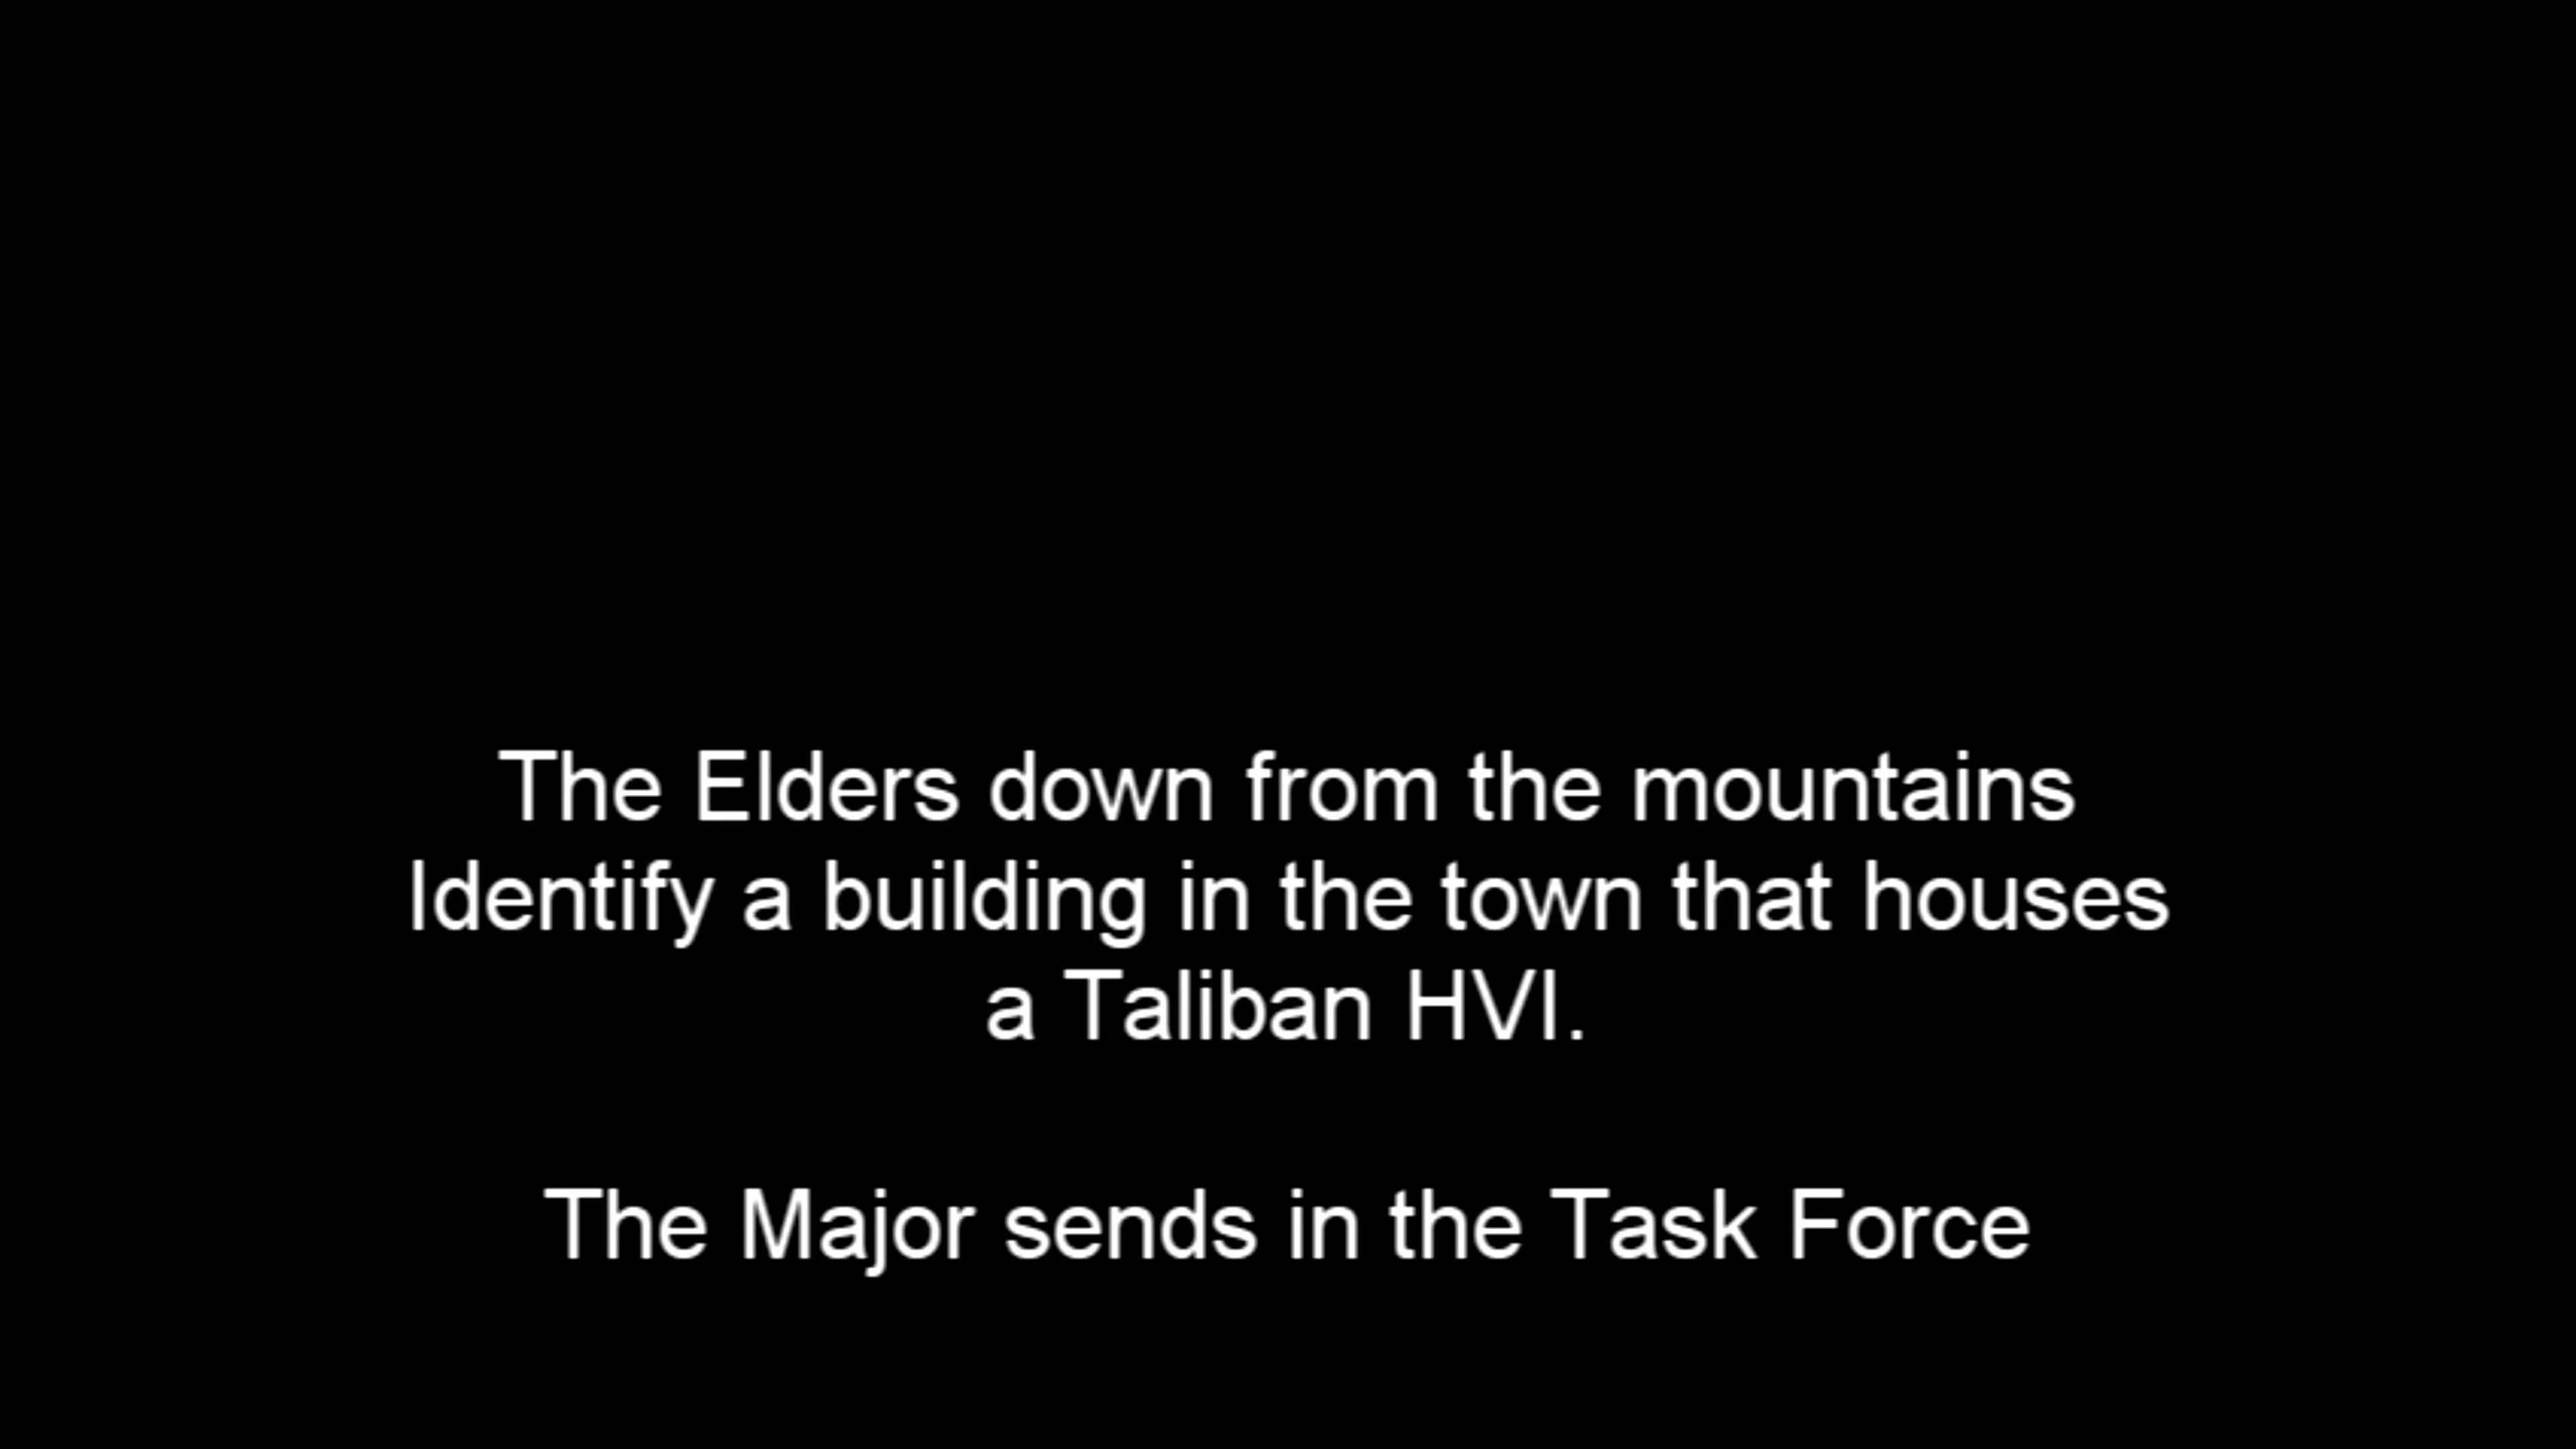 The Elders down from the mountains
Identify a building in the town that houses
a Taliban HVI.
The Major sends in the Task Force